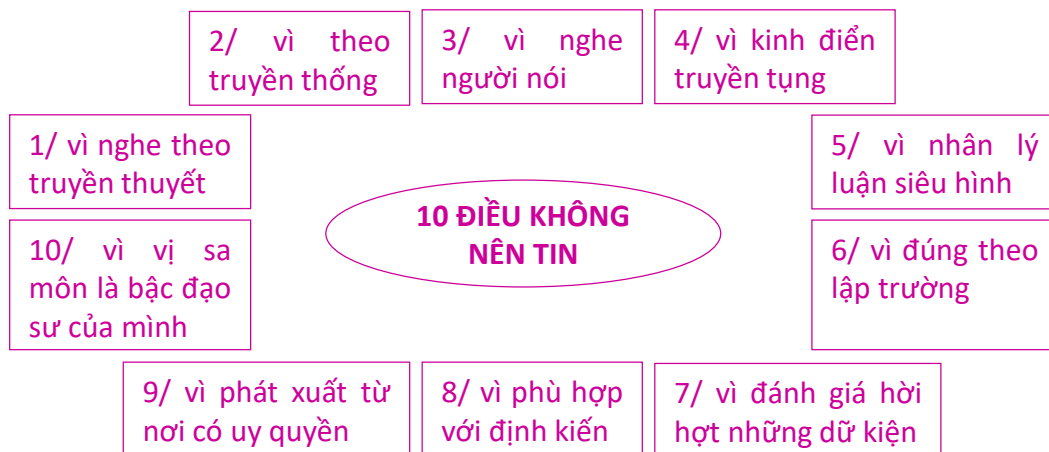 2/ vì theo
truyền thống
3/ vì nghe
người nói
4/ vì kinh điển
truyền tụng
1/ vì nghe theo
truyền thuyết
5/ vì nhân lý
luận siêu hình
10 ĐIỀU KHÔNG
NÊN TIN
10/ vì vị sa
môn là bậc đạo
sư của mình
6/ vì đúng theo
lập trường
9/ vì phát xuất từ
nơi có uy quyền
8/ vì phù hợp
với định kiến
7/ vì đánh giá hời
hợt những dữ kiện